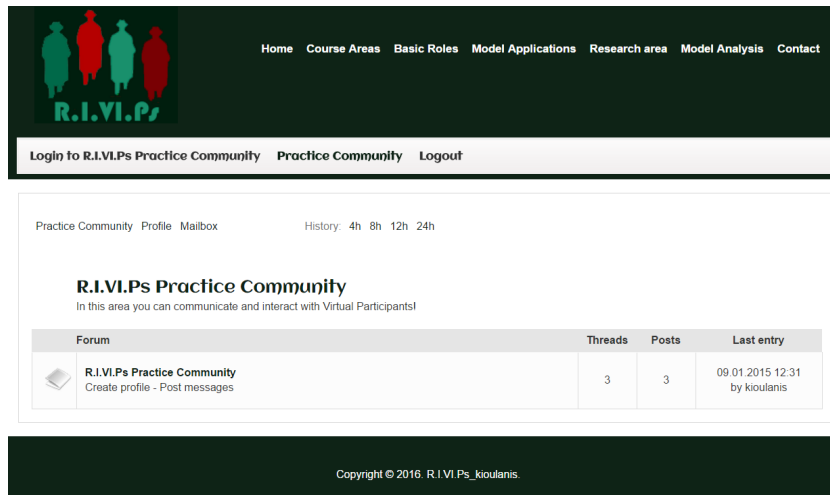 R.I.VI.Ps
Home Course Areas Basic Roles Model Applications Research area Model Analysis Contact
Login to R.I.VI.Ps Practice Community Practice Community Logout
Practice Community Profile Mailbox History: 4h 8h 12h 24h
R.I.VI.Ps Practice Community
In this area you can communicate and interact with Virtual Participants!
Forum Threads Posts Last entry
R.I.VI.Ps Practice Community
Create profile - Post messages
3 3 09.01.2015 12:31
by kioulanis
Copyright © 2016. R.I.VI.Ps_kioulanis.